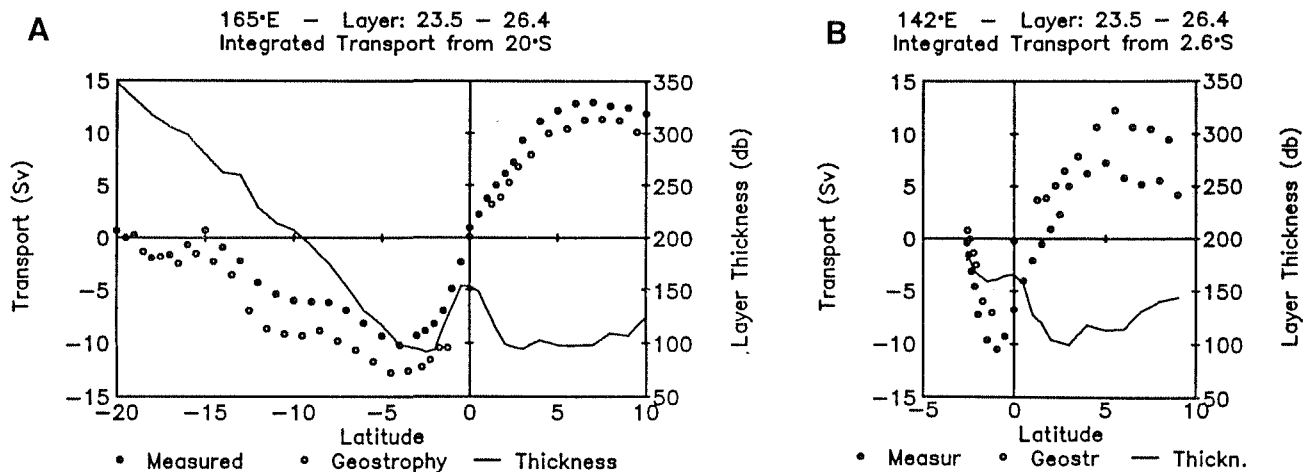 A
165°E – Layer: 23.5 – 26.4
Integrated Transport from 20°S
Transport (Sv)
15
10
5
0
−5
−10
−15
350
300
250
200
150
100
50
Layer Thickness (db)
−20 −15 −10 −5 0 5 10
Latitude
• Measured ° Geostrophy — Thickness
B
142°E – Layer: 23.5 – 26.4
Integrated Transport from 2.6°S
Transport (Sv)
15
10
5
0
−5
−10
−15
350
300
250
200
150
100
50
Layer Thickness (db)
−5 0 5 10
Latitude
• Measur ° Geostr — Thickn.